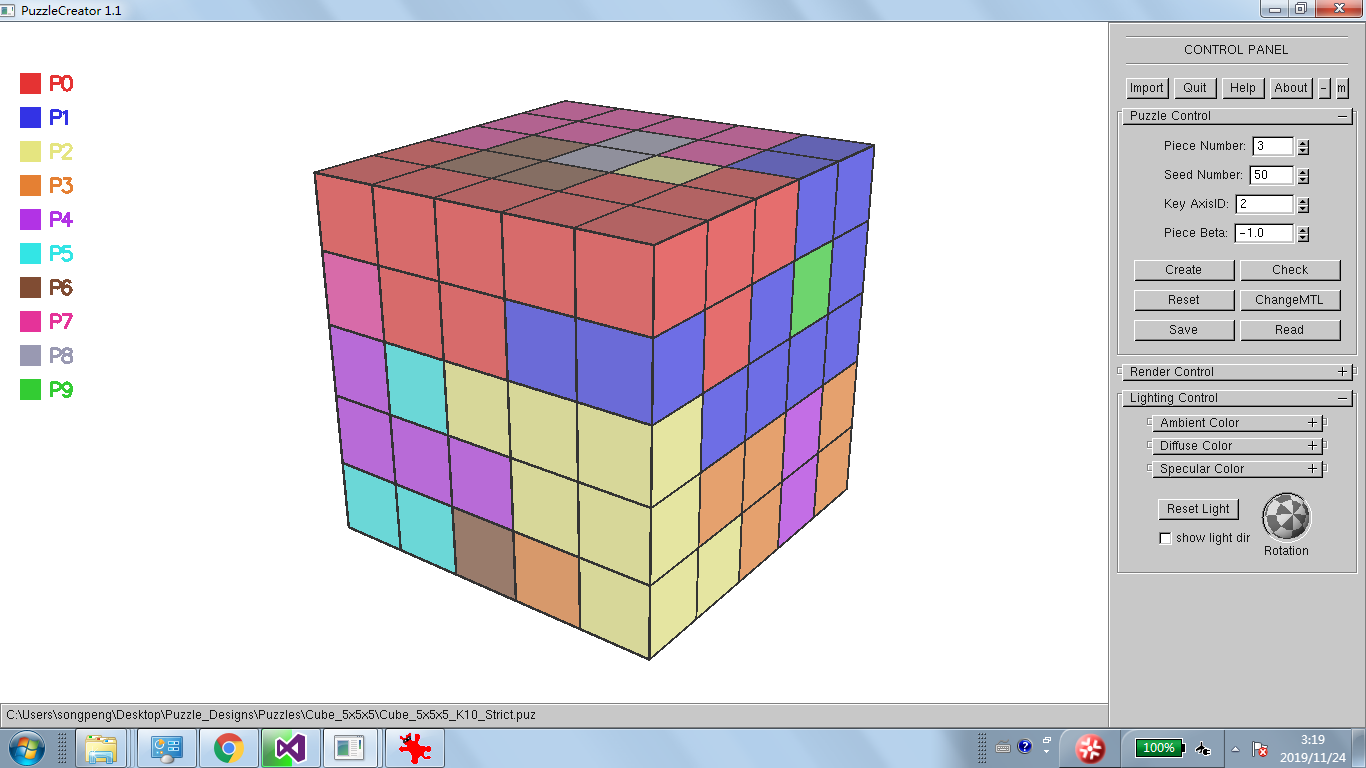 PuzzleCreator 1.1
P0
P1
P2
P3
P4
P5
P6
P7
P8
P9
CONTROL PANEL
Import Quit Help About - m
Puzzle Control
Piece Number: 3
Seed Number: 50
Key AxisID: 2
Piece Beta: -1.0
Create Check
Reset ChangeMTL
Save Read
Render Control
Lighting Control
Ambient Color
Diffuse Color
Specular Color
Reset Light
show light dir
Rotation
C:\Users\songpeng\Desktop\Puzzle_Designs\Puzzles\Cube_5x5x5\Cube_5x5x5_K10_Strict.puz
100%
3:19
2019/11/24